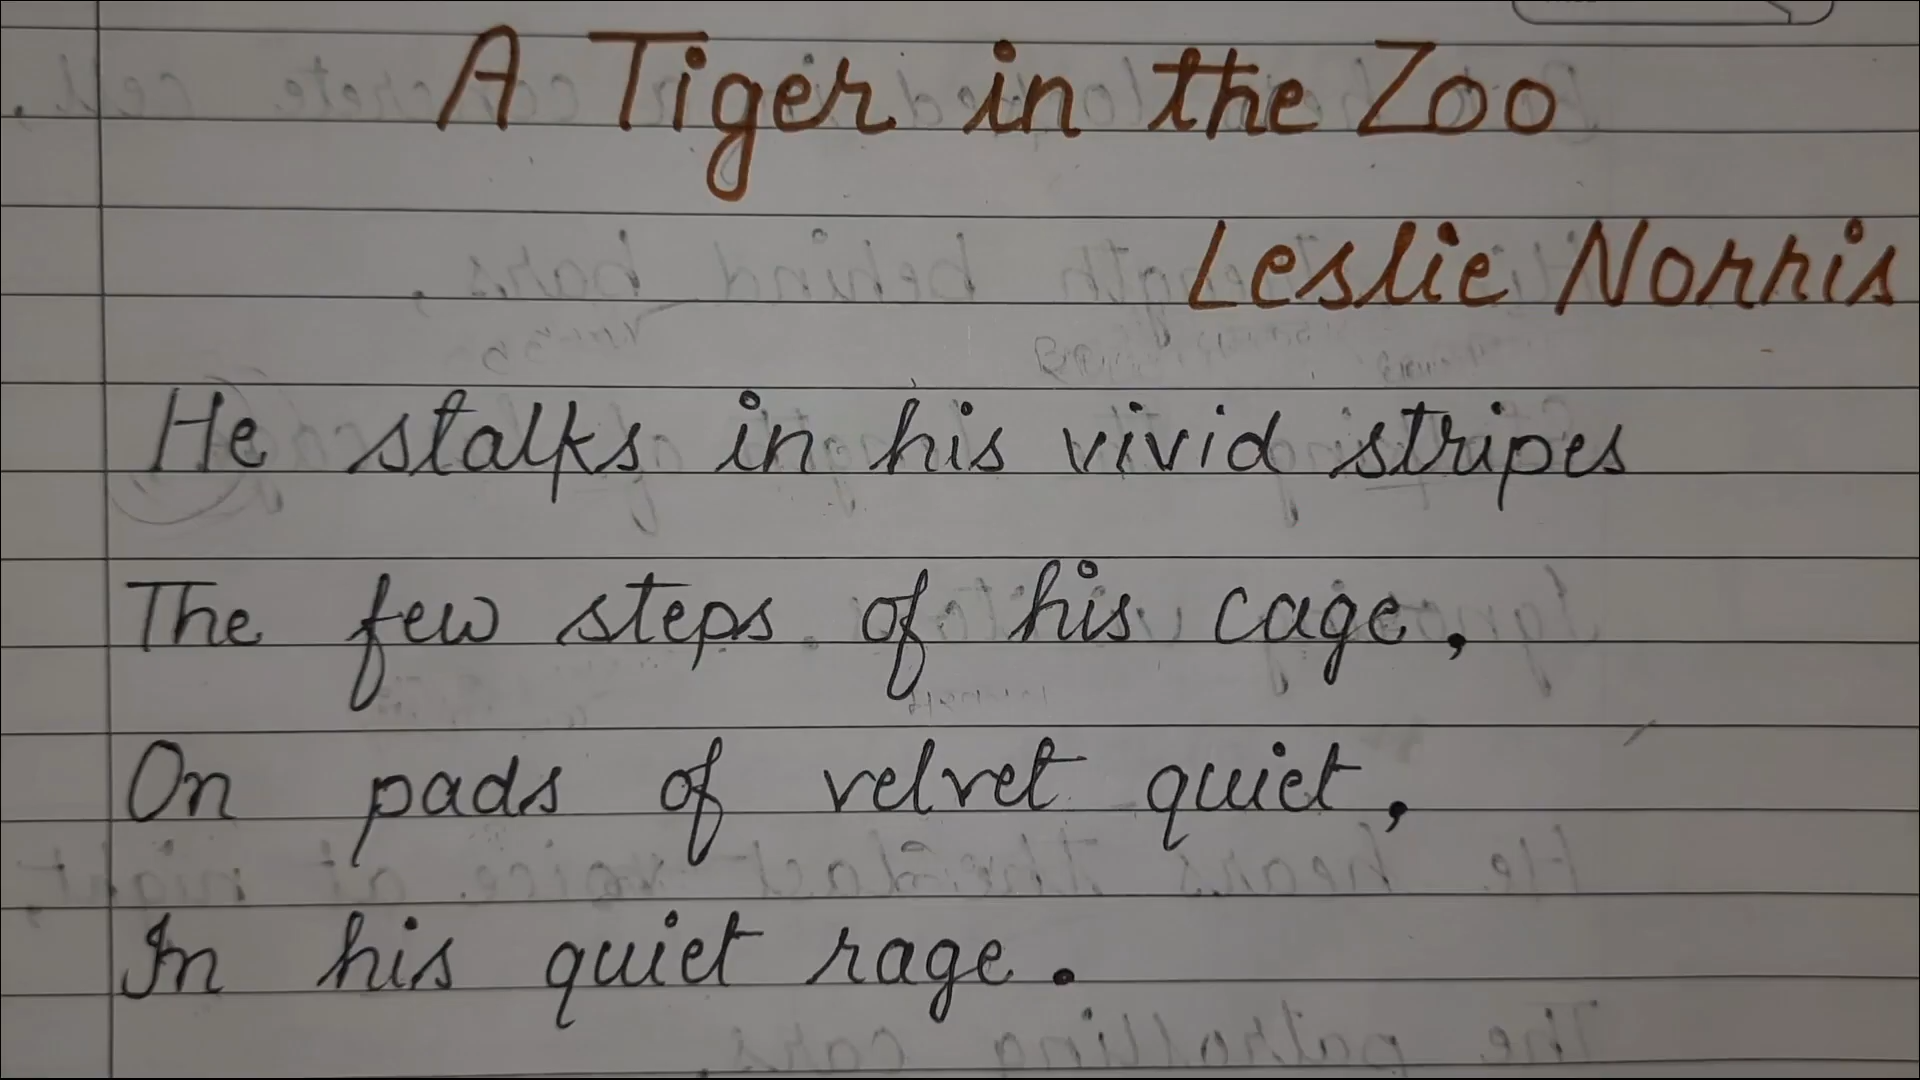 A Tiger in the Zoo
Leslie Norris
He stalks in his vivid stripes
The few steps of his cage,
On pads of velvet quiet,
In his quiet rage.